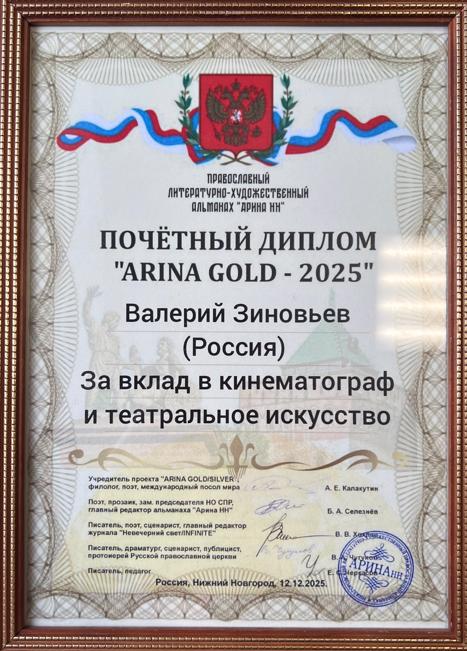 ПРАВОСЛАВНЫЙ
ЛИТЕРАТУРНО-ХУДОЖЕСТВЕННЫЙ
АЛЬМАНАХ "АРИНА НН"
ПОЧЁТНЫЙ ДИПЛОМ
"ARINA GOLD - 2025"
Валерий Зиновьев
(Россия)
За вклад в кинематограф
и театральное искусство
Учредитель проекта "ARINA GOLD/SILVER",
филолог, поэт, международный посол мира А. Е. Калакутин
Поэт, прозаик, зам. председателя НО СПР,
главный редактор альманаха "Арина НН" Б. А. Селезнёв
Писатель, поэт, сценарист, главный редактор
журнала "Невечерний свет/INFINITE" В. В.
Писатель, драматург, сценарист, публицист,
протоиерей Русской православной церкви
Писатель, педагог
Россия, Нижний Новгород, 12.12.2025.
АРИНА НН